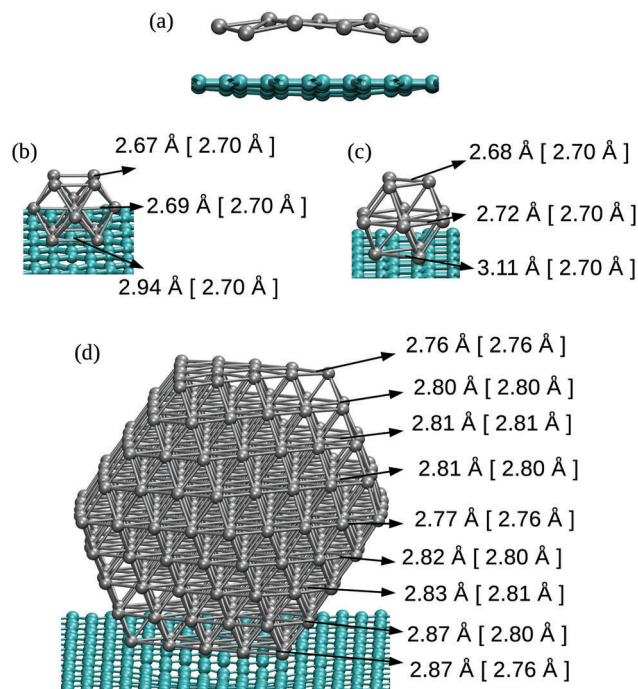 (a)
(b)
2.67 Å [ 2.70 Å ]
2.69 Å [ 2.70 Å ]
2.94 Å [ 2.70 Å ]
(c)
2.68 Å [ 2.70 Å ]
2.72 Å [ 2.70 Å ]
3.11 Å [ 2.70 Å ]
(d)
2.76 Å [ 2.76 Å ]
2.80 Å [ 2.80 Å ]
2.81 Å [ 2.81 Å ]
2.81 Å [ 2.80 Å ]
2.77 Å [ 2.76 Å ]
2.82 Å [ 2.80 Å ]
2.83 Å [ 2.81 Å ]
2.87 Å [ 2.80 Å ]
2.87 Å [ 2.76 Å ]